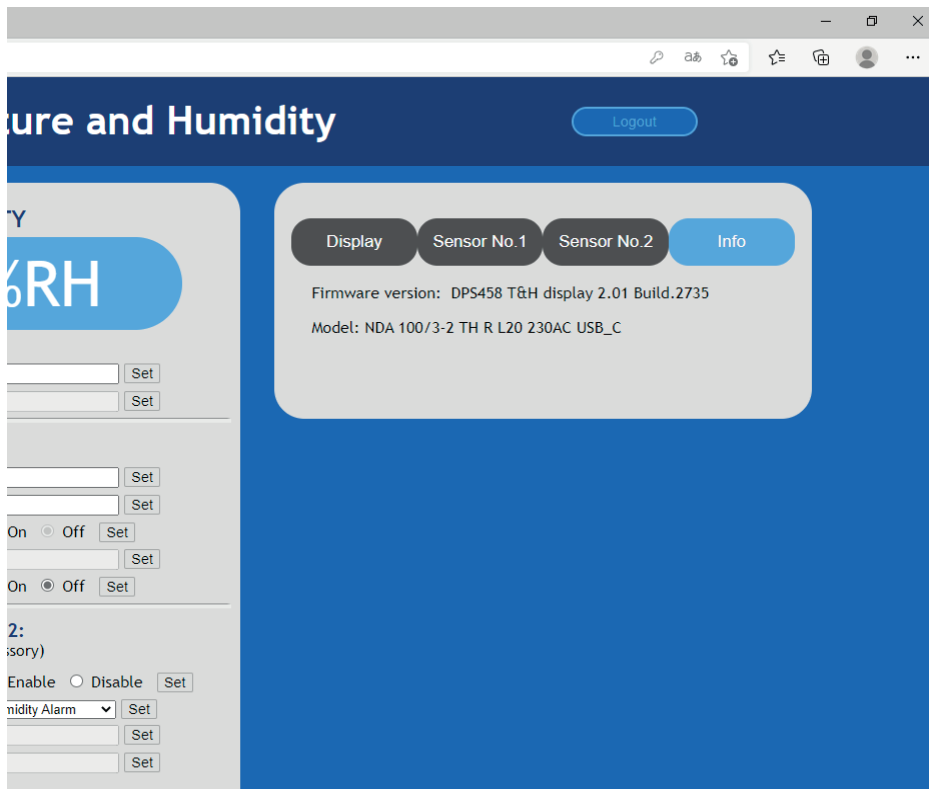 ture and Humidity
Logout
TY
%RH
Set
Set
Set
Set
On Off Set
Set
On Off Set
2:
ssory)
Enable Disable Set
midity Alarm Set
Set
Set
Display Sensor No.1 Sensor No.2 Info
Firmware version: DPS458 T&H display 2.01 Build.2735
Model: NDA 100/3-2 TH R L20 230AC USB_C